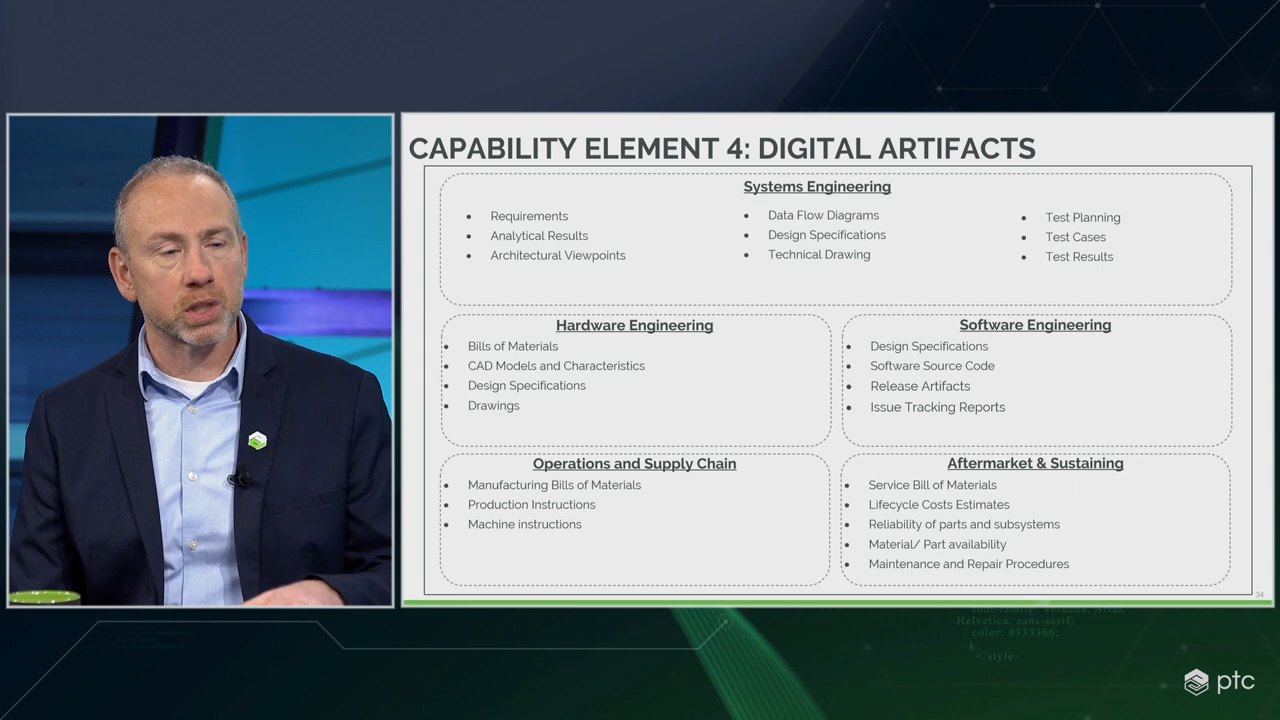 CAPABILITY ELEMENT 4: DIGITAL ARTIFACTS
Systems Engineering
• Requirements
• Analytical Results
• Architectural Viewpoints
• Data Flow Diagrams
• Design Specifications
• Technical Drawing
• Test Planning
• Test Cases
• Test Results
Hardware Engineering
• Bills of Materials
• CAD Models and Characteristics
• Design Specifications
• Drawings
Software Engineering
• Design Specifications
• Software Source Code
• Release Artifacts
• Issue Tracking Reports
Operations and Supply Chain
• Manufacturing Bills of Materials
• Production Instructions
• Machine instructions
Aftermarket & Sustaining
• Service Bill of Materials
• Lifecycle Costs Estimates
• Reliability of parts and subsystems
• Material/ Part availability
• Maintenance and Repair Procedures
34
Helvetica, sans-serif;
color: #333366;
</style>
ptc